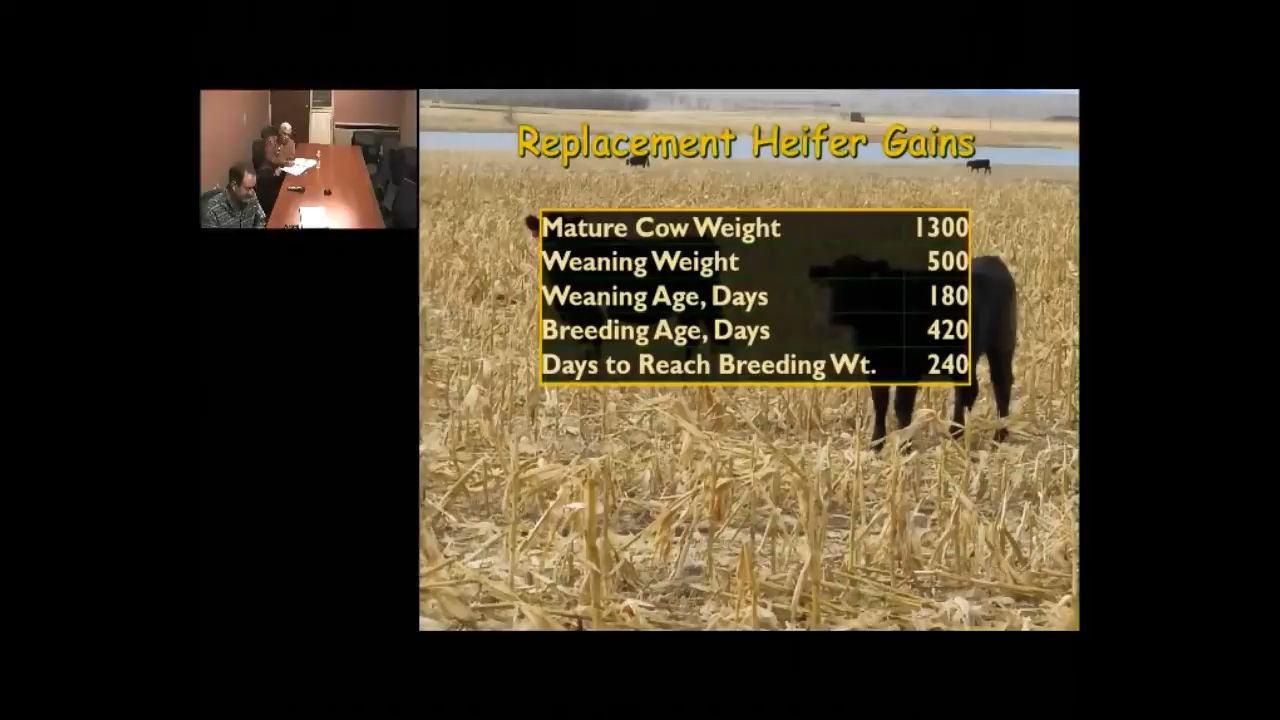 Replacement Heifer Gains
Mature Cow Weight 1300
Weaning Weight 500
Weaning Age, Days 180
Breeding Age, Days 420
Days to Reach Breeding Wt. 240